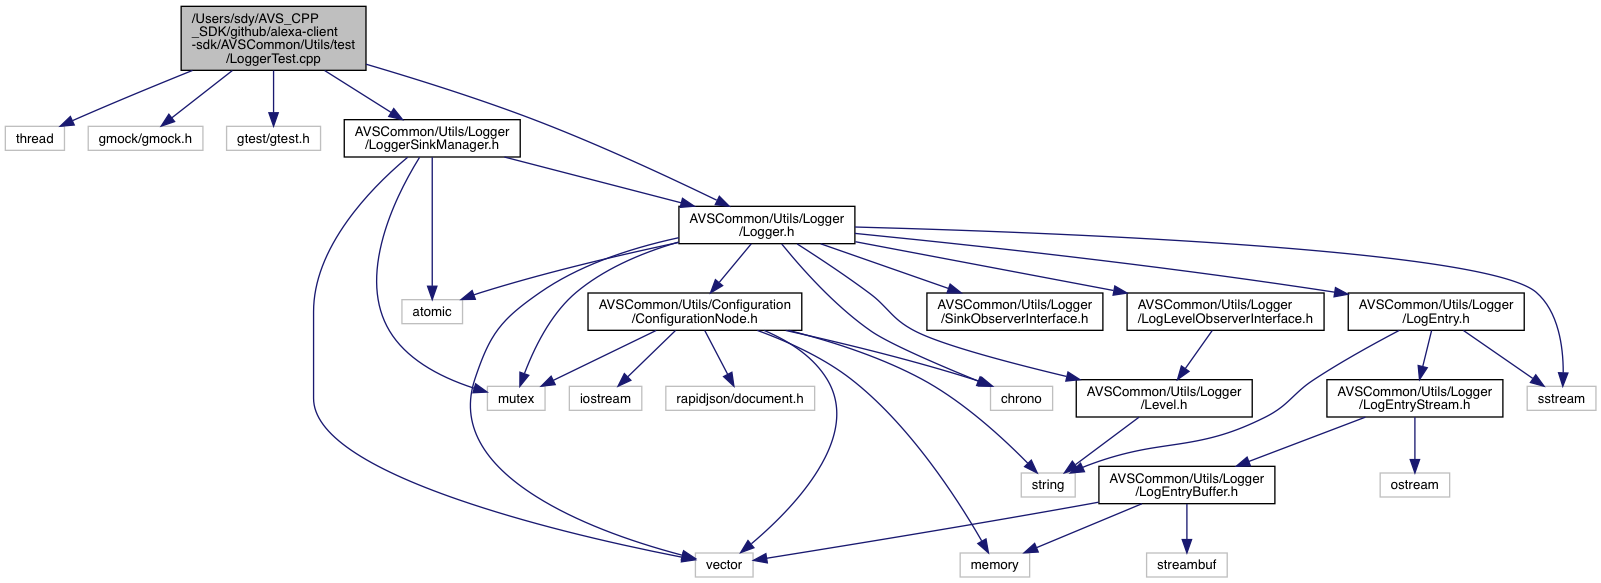 /Users/sdy/AVS_CPP
_SDK/github/alexa-client
-sdk/AVSCommon/Utils/test
/LoggerTest.cpp
thread
gmock/gmock.h
gtest/gtest.h
AVSCommon/Utils/Logger
/LoggerSinkManager.h
AVSCommon/Utils/Logger
/Logger.h
atomic
AVSCommon/Utils/Configuration
/ConfigurationNode.h
AVSCommon/Utils/Logger
/SinkObserverInterface.h
AVSCommon/Utils/Logger
/LogLevelObserverInterface.h
AVSCommon/Utils/Logger
/LogEntry.h
mutex
iostream
rapidjson/document.h
chrono
AVSCommon/Utils/Logger
/Level.h
AVSCommon/Utils/Logger
/LogEntryStream.h
sstream
string
AVSCommon/Utils/Logger
/LogEntryBuffer.h
ostream
vector
memory
streambuf